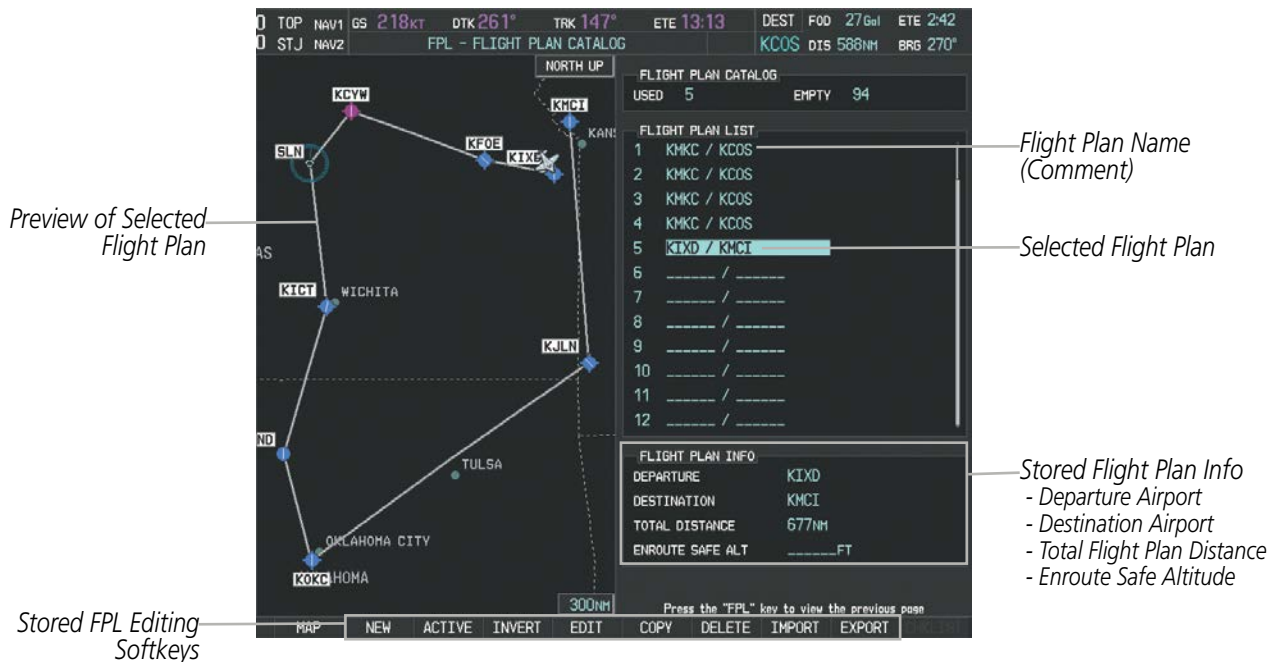 0 TOP NAV1 GS 218KT DTK 261° TRK 147° ETE 13:13 DEST FOD 27Gal ETE 2:42
0 STJ NAV2 FPL - FLIGHT PLAN CATALOG KCOS DIS 588NM BRG 270°
NORTH UP
KCYW
KMCI
KANS
KFOE
SLN
KIXD
AS
KICT
WICHITA
KJLN
ND
TULSA
OKLAHOMA CITY
KOKC
HOMA
300NM
FLIGHT PLAN CATALOG
USED 5 EMPTY 94
FLIGHT PLAN LIST
1 KMKC / KCOS
2 KMKC / KCOS
3 KMKC / KCOS
4 KMKC / KCOS
5 KIXD / KMCI
6 ______ / ______
7 ______ / ______
8 ______ / ______
9 ______ / ______
10 ______ / ______
11 ______ / ______
12 ______ / ______
FLIGHT PLAN INFO
DEPARTURE KIXD
DESTINATION KMCI
TOTAL DISTANCE 677NM
ENROUTE SAFE ALT ______FT
Press the "FPL" key to view the previous page
MAP NEW ACTIVE INVERT EDIT COPY DELETE IMPORT EXPORT
Preview of Selected
Flight Plan
Stored FPL Editing
Softkeys
Flight Plan Name
(Comment)
Selected Flight Plan
Stored Flight Plan Info
- Departure Airport
- Destination Airport
- Total Flight Plan Distance
- Enroute Safe Altitude